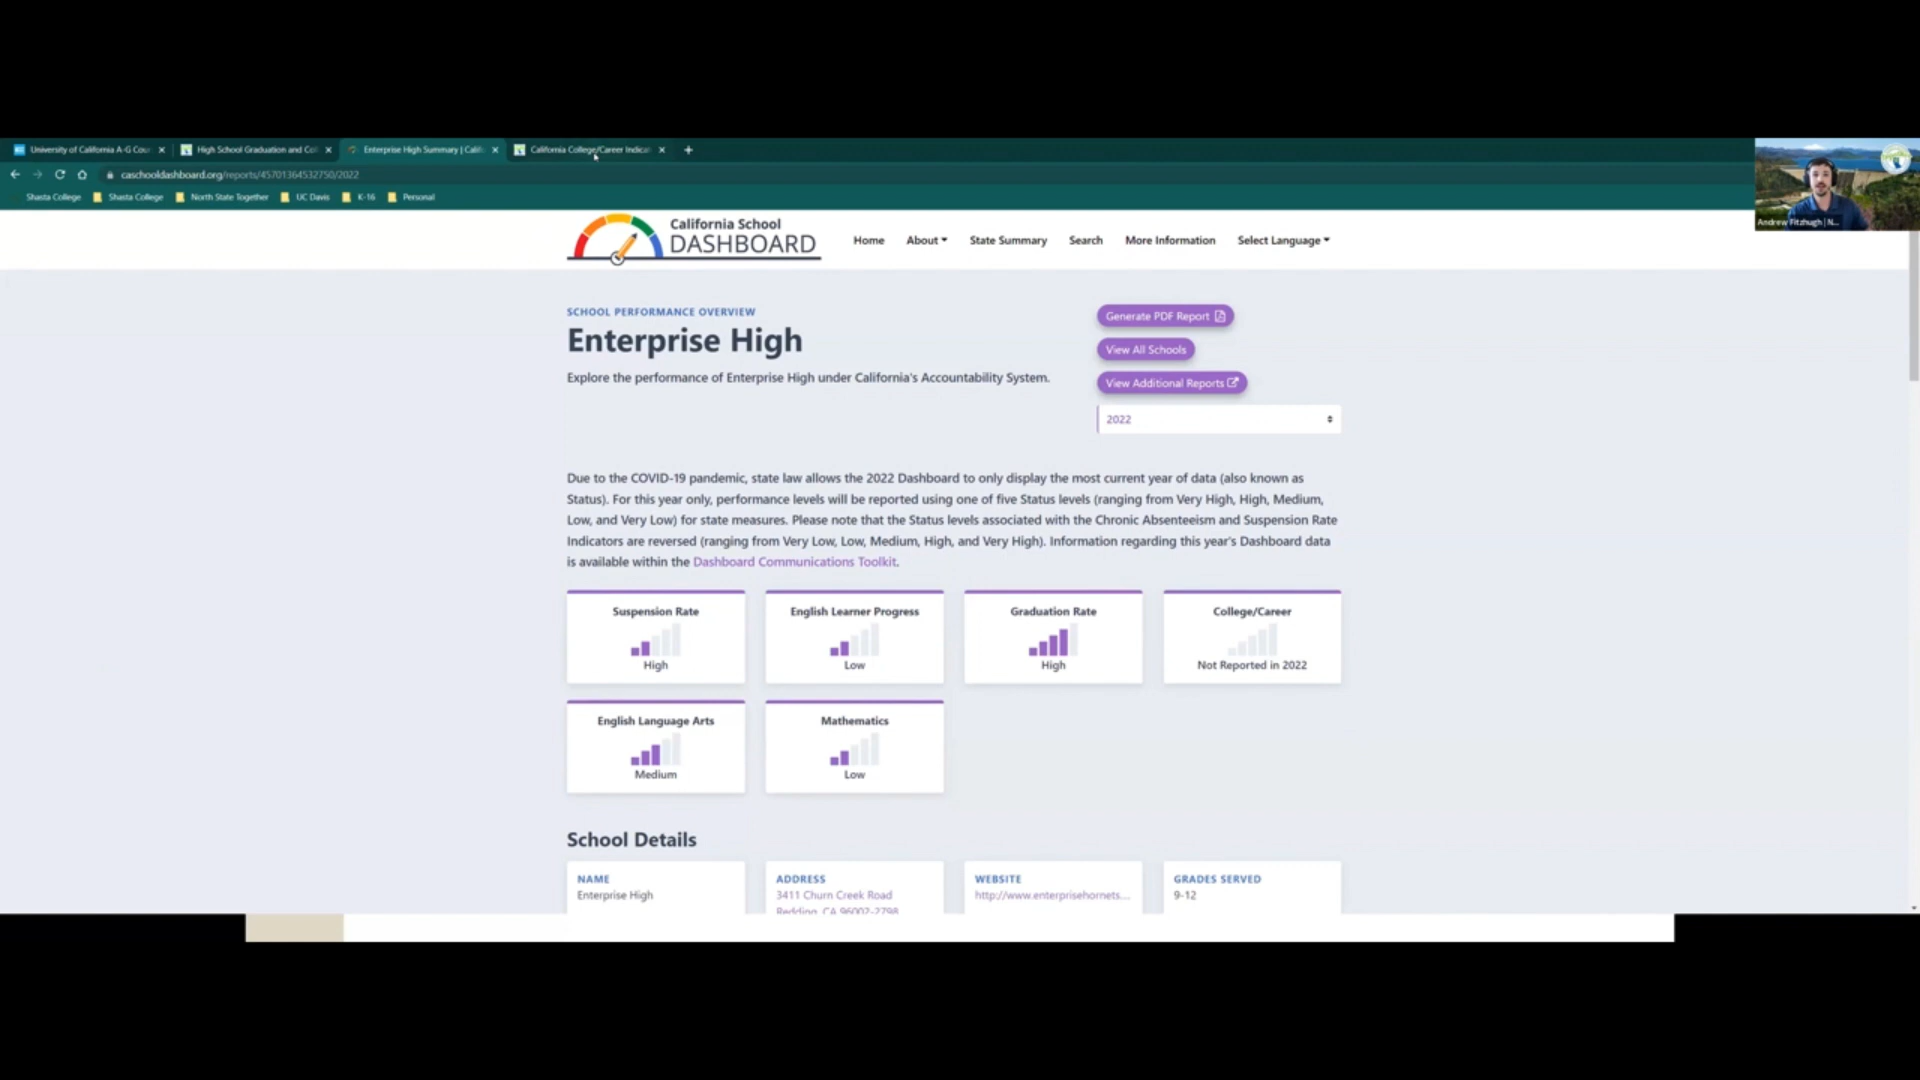 University of California A-G Cour
High School Graduation and Col
Enterprise High Summary | Calif
California College/Career Indicat
caschooldashboard.org/reports/45701364532750/2022
Shasta College
Shasta College
North State Together
UC Davis
K-16
Personal
Andrew Fitzhugh | N...
California School
DASHBOARD
Home
About
State Summary
Search
More Information
Select Language
SCHOOL PERFORMANCE OVERVIEW
Enterprise High
Explore the performance of Enterprise High under California's Accountability System.
Generate PDF Report
View All Schools
View Additional Reports
2022
Due to the COVID-19 pandemic, state law allows the 2022 Dashboard to only display the most current year of data (also known as
Status). For this year only, performance levels will be reported using one of five Status levels (ranging from Very High, High, Medium,
Low, and Very Low) for state measures. Please note that the Status levels associated with the Chronic Absenteeism and Suspension Rate
Indicators are reversed (ranging from Very Low, Low, Medium, High, and Very High). Information regarding this year's Dashboard data
is available within the Dashboard Communications Toolkit.
Suspension Rate
High
English Learner Progress
Low
Graduation Rate
High
College/Career
Not Reported in 2022
English Language Arts
Medium
Mathematics
Low
School Details
NAME
Enterprise High
ADDRESS
3411 Churn Creek Road
Redding, CA 96002-2798
WEBSITE
http://www.enterprisehornets...
GRADES SERVED
9-12